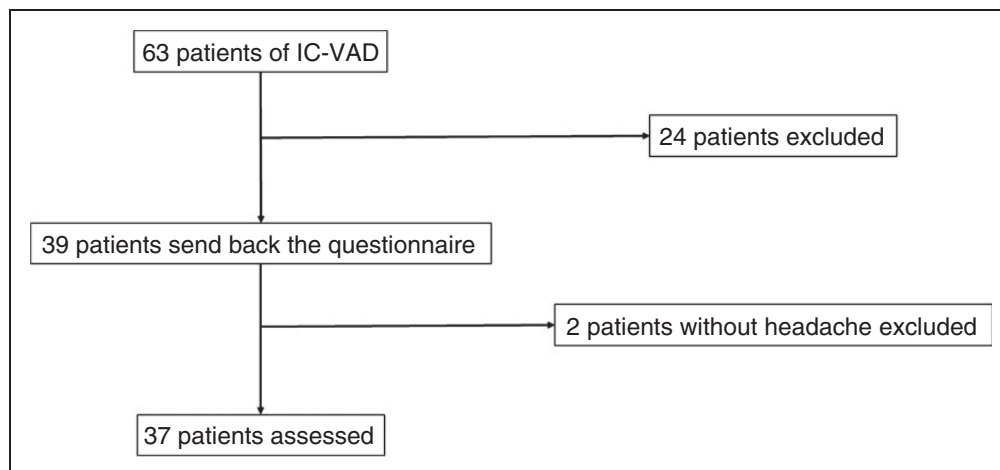 63 patients of IC-VAD
24 patients excluded
39 patients send back the questionnaire
2 patients without headache excluded
37 patients assessed